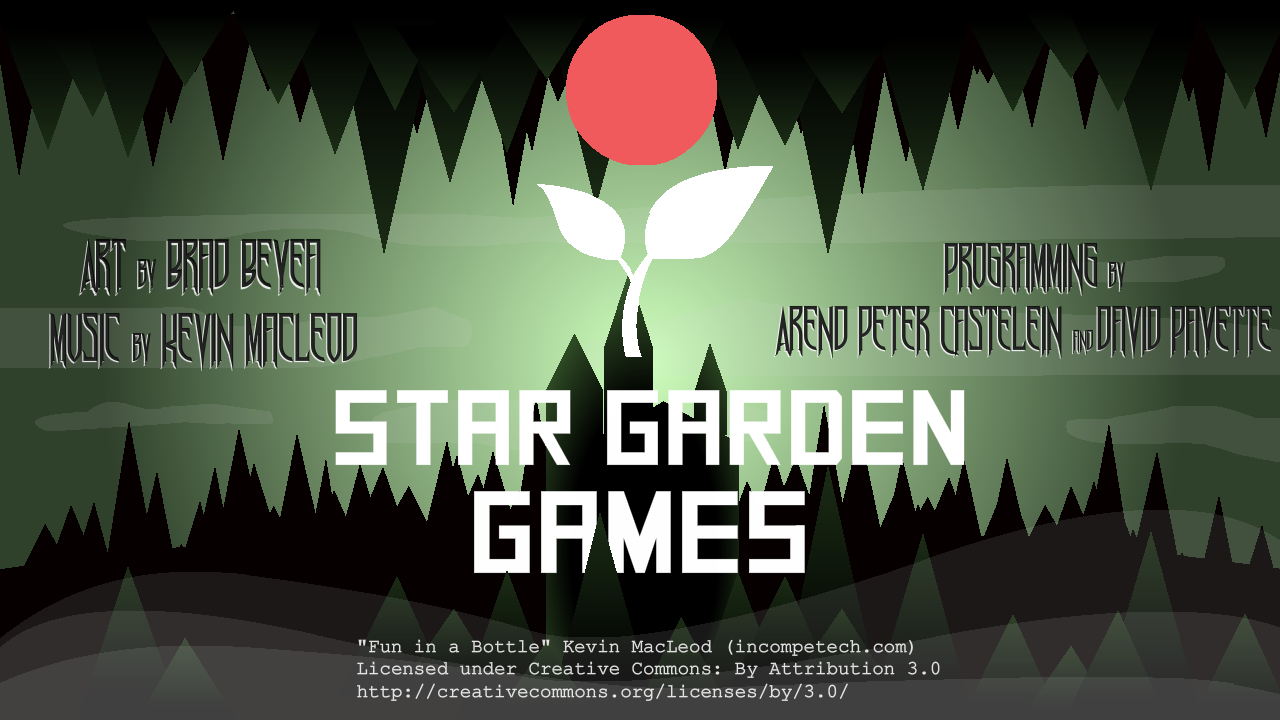 ART BY BRAD BEYEA
MUSIC BY KEVIN MACLEOD
PROGRAMMING BY
AREND PETER CASTELEIN AND DAVID PAVETTE
STAR GARDEN
GAMES
"Fun in a Bottle" Kevin MacLeod (incompetech.com)
Licensed under Creative Commons: By Attribution 3.0
http://creativecommons.org/licenses/by/3.0/